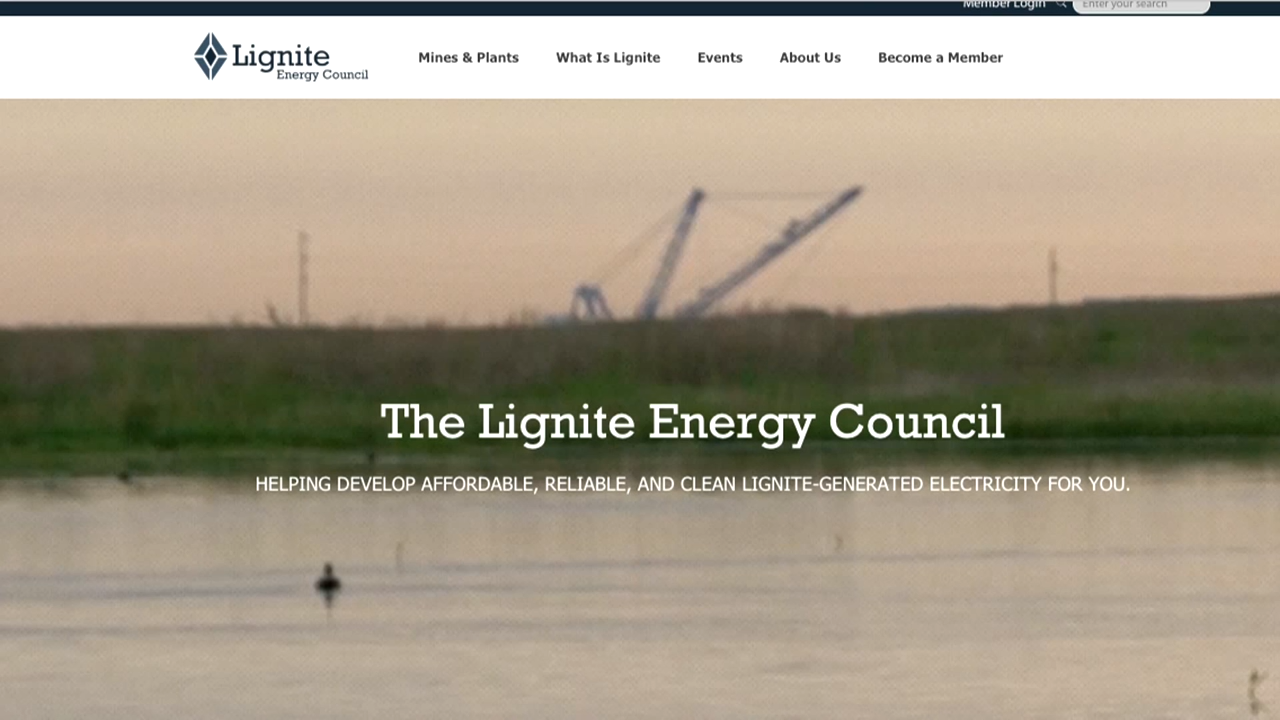 Member Login
Enter your search
Lignite
Energy Council
Mines & Plants
What Is Lignite
Events
About Us
Become a Member
The Lignite Energy Council
HELPING DEVELOP AFFORDABLE, RELIABLE, AND CLEAN LIGNITE-GENERATED ELECTRICITY FOR YOU.